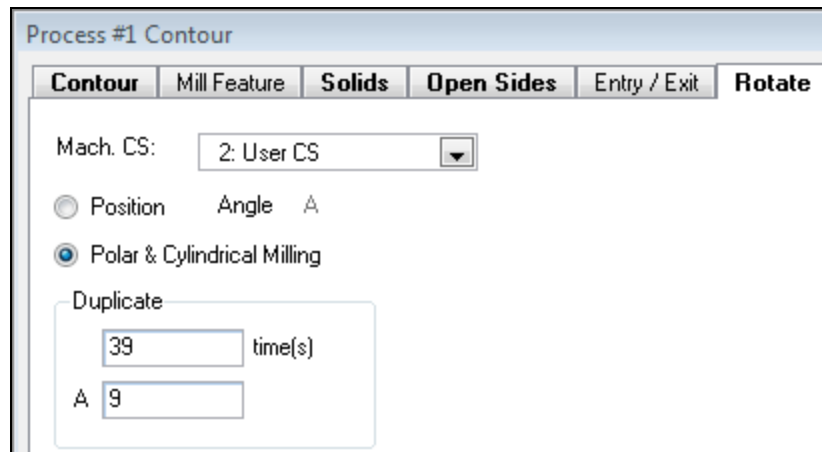 Process #1 Contour
Contour Mill Feature Solids Open Sides Entry / Exit Rotate
Mach. CS: 2: User CS
Position Angle A
Polar & Cylindrical Milling
Duplicate
39 time(s)
A 9